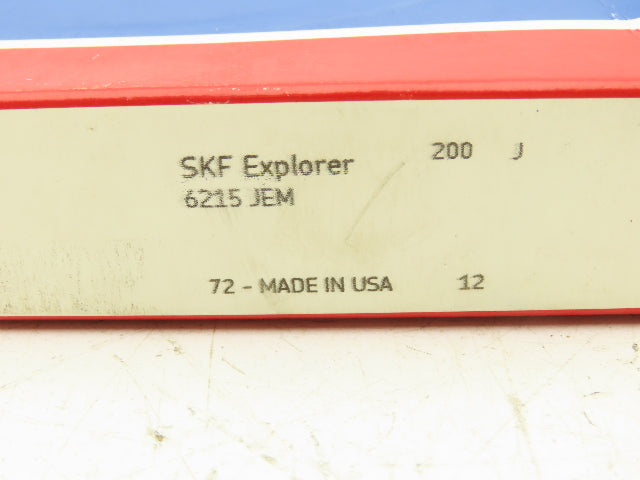 SKF Explorer 200 J
6215 JEM
72 - MADE IN USA 12